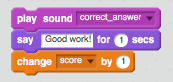 play sound correct_answer
say Good work! for 1 secs
change score by 1